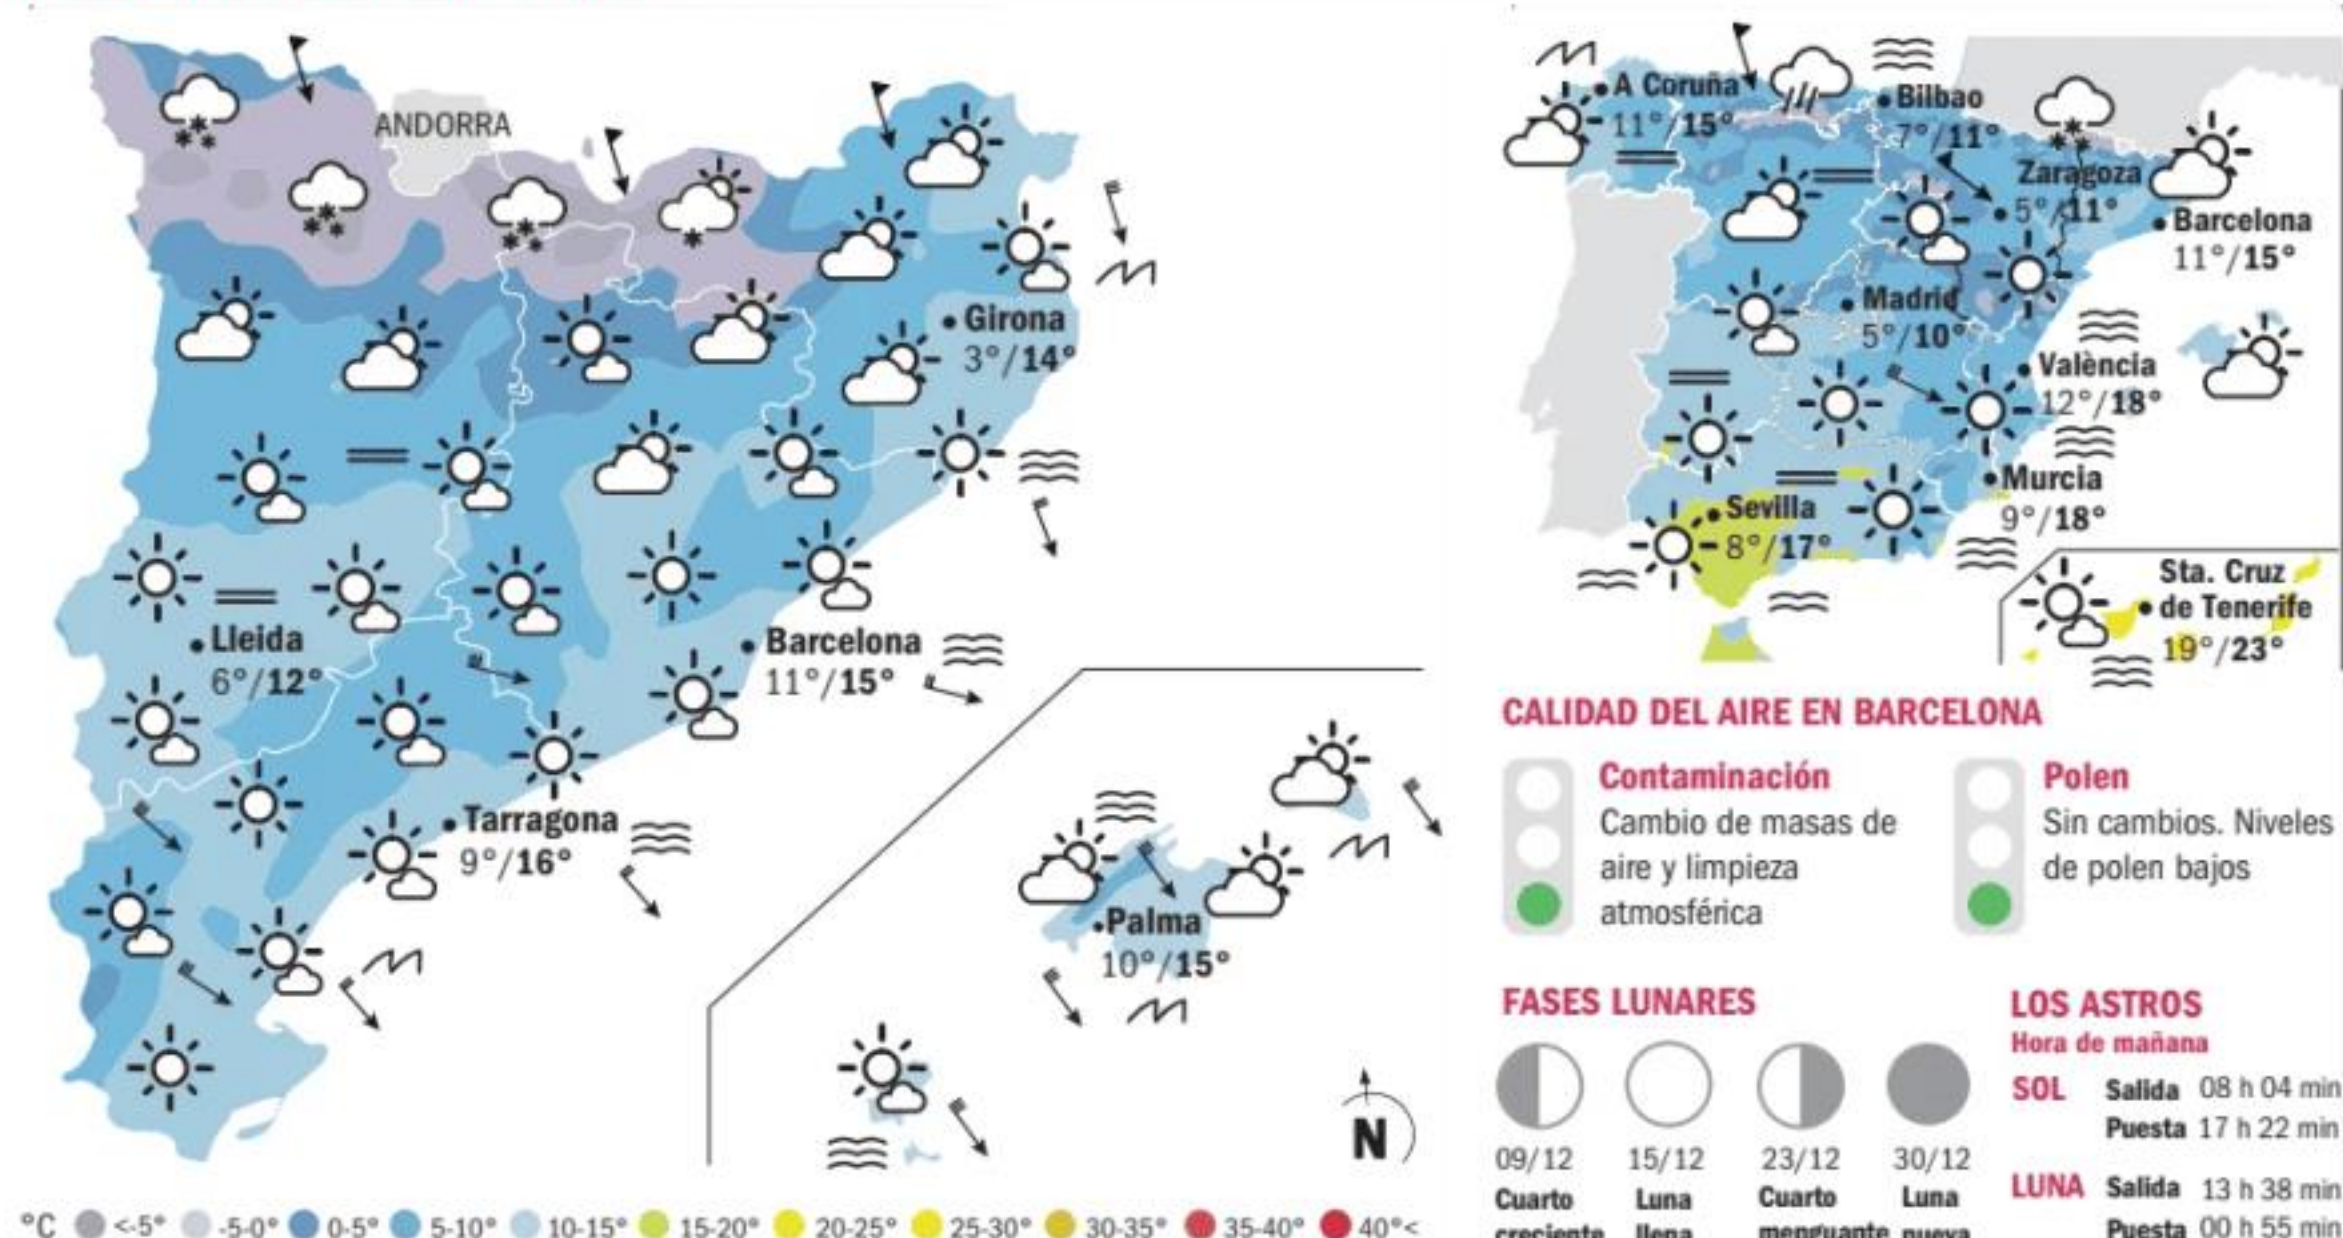 ANDORRA
Girona
3°/14°
Lleida
6°/12°
Barcelona
11°/15°
Tarragona
9°/16°
Palma
10°/15°
N
°C <-5° -5-0° 0-5° 5-10° 10-15° 15-20° 20-25° 25-30° 30-35° 35-40° 40°<
A Coruña
11°/15°
Bilbao
7°/11°
Zaragoza
5°/11°
Barcelona
11°/15°
Madrid
5°/10°
València
12°/18°
Murcia
9°/18°
Sevilla
8°/17°
Sta. Cruz
de Tenerife
19°/23°
CALIDAD DEL AIRE EN BARCELONA
Contaminación
Cambio de masas de
aire y limpieza
atmosférica
Polen
Sin cambios. Niveles
de polen bajos
FASES LUNARES
09/12 15/12 23/12 30/12
Cuarto Luna Cuarto Luna
creciente llena menguante nueva
LOS ASTROS
Hora de mañana
SOL Salida 08 h 04 min
Puesta 17 h 22 min
LUNA Salida 13 h 38 min
Puesta 00 h 55 min